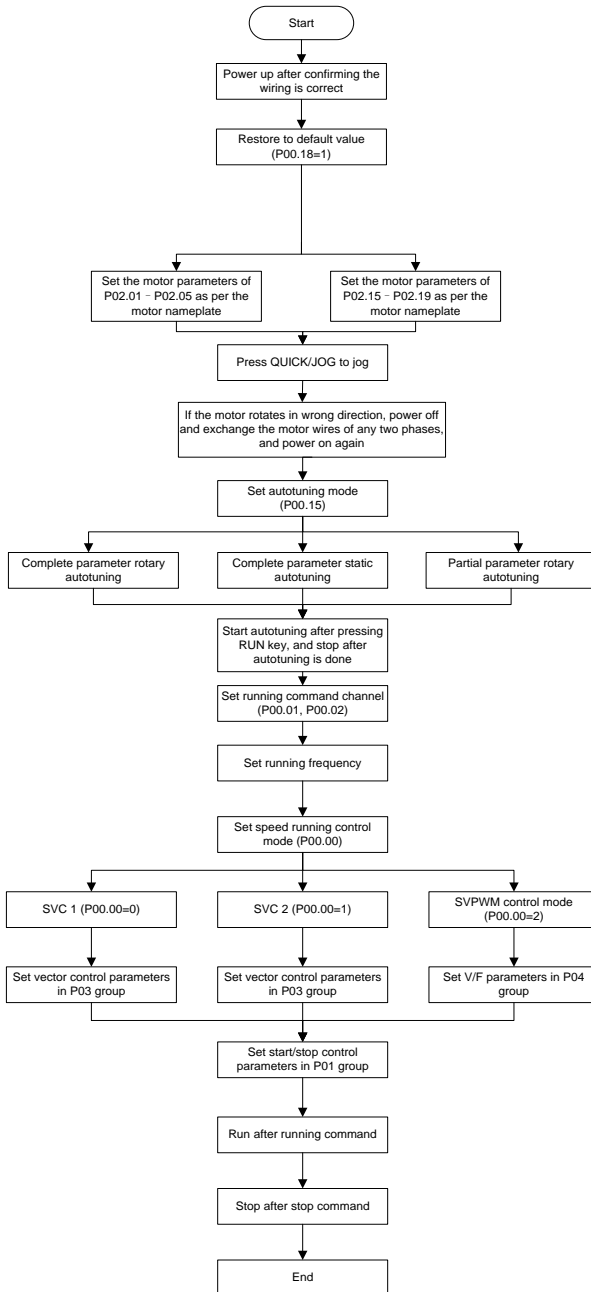 Start
Power up after confirming the
wiring is correct
Restore to default value
(P00.18=1)
Set the motor parameters of
P02.01–P02.05 as per the
motor nameplate
Set the motor parameters of
P02.15–P02.19 as per the
motor nameplate
Press QUICK/JOG to jog
If the motor rotates in wrong direction, power off
and exchange the motor wires of any two phases,
and power on again
Set autotuning mode
(P00.15)
Complete parameter rotary
autotuning
Complete parameter static
autotuning
Partial parameter rotary
autotuning
Start autotuning after pressing
RUN key, and stop after
autotuning is done
Set running command channel
(P00.01, P00.02)
Set running frequency
Set speed running control
mode (P00.00)
SVC 1 (P00.00=0)
SVC 2 (P00.00=1)
SVPWM control mode
(P00.00=2)
Set vector control parameters
in P03 group
Set vector control parameters
in P03 group
Set V/F parameters in P04
group
Set start/stop control
parameters in P01 group
Run after running command
Stop after stop command
End